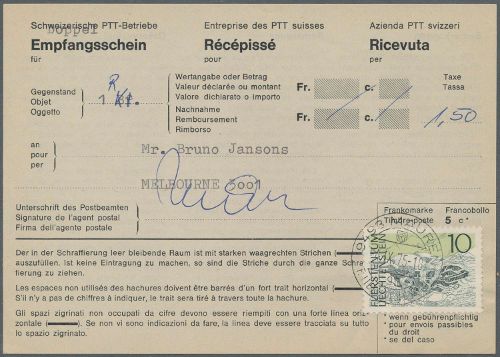 Schweizerische PTT-Betriebe Entreprise des PTT suisses Azienda PTT svizzeri
Doppel
Empfangsschein Récépissé Ricevuta
für pour per
Gegenstand
Objet
Oggetto
1 R
Wertangabe oder Betrag
Valeur déclarée ou montant
Valore dichiarato o importo
Fr. c.
Taxe
Tassa
Nachnahme
Remboursement
Rimborso
Fr. c. 1,50
an
pour
per
Mr. Bruno Jansons
MELBOURNE 3001
Unterschrift des Postbeamten
Signature de l'agent postal
Firma dell'agente postale
Frankomarke Francobollo
Timbre-poste 5 c*
10
FUERSTENTUM
LIECHTENSTEIN
Der in der Schraffierung leer bleibende Raum ist mit starken waagrechten Strichen
auszufüllen. ist keine Eintragung zu machen, so sind die Striche durch die ganze Schraf-
fierung zu ziehen.
Les espaces non utilisés des hachures doivent être barrés d'un fort trait horizontal
S'il n'y a pas de chiffres à indiquer, le trait sera tiré à travers toute la hachure.
Gli spazi zigrinati non occupati da cifre devono essere riempiti con una forte linea oriz-
zontale. Se non vi sono indicazioni da fare, la linea deve essere tracciata su tutto
lo spazio zigrinato.
* wenn gebührenpflichtig
pour envois passibles
du droit
se del caso